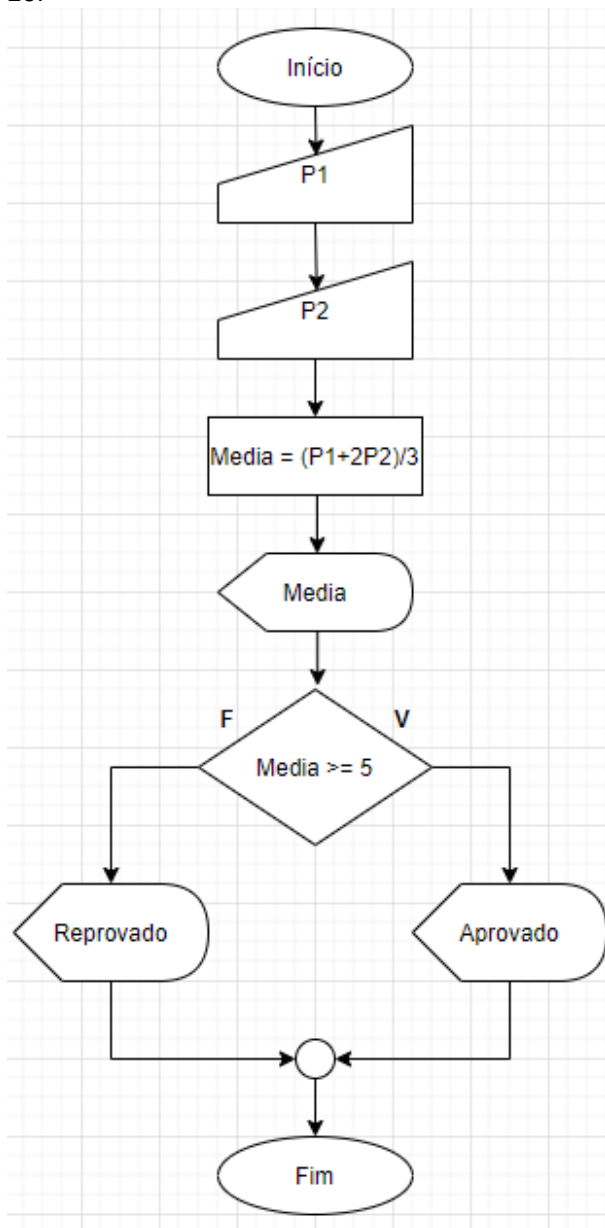 Início
P1
P2
Media = (P1+2P2)/3
Media
F
V
Media >= 5
Reprovado
Aprovado
Fim